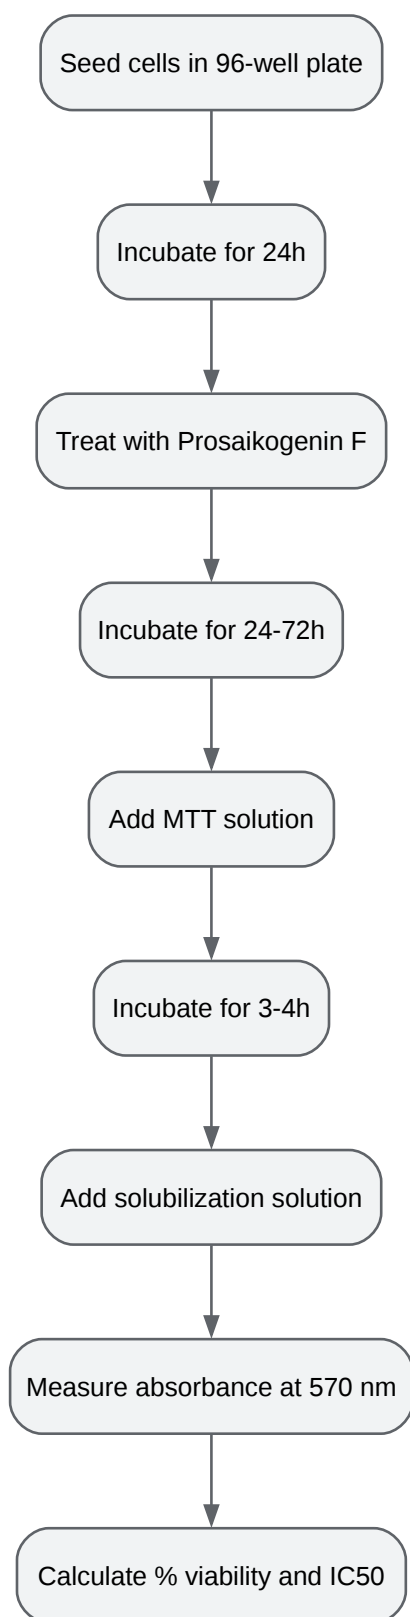 Seed cells in 96-well plate
Incubate for 24h
Treat with Prosaikogenin F
Incubate for 24-72h
Add MTT solution
Incubate for 3-4h
Add solubilization solution
Measure absorbance at 570 nm
Calculate % viability and IC50